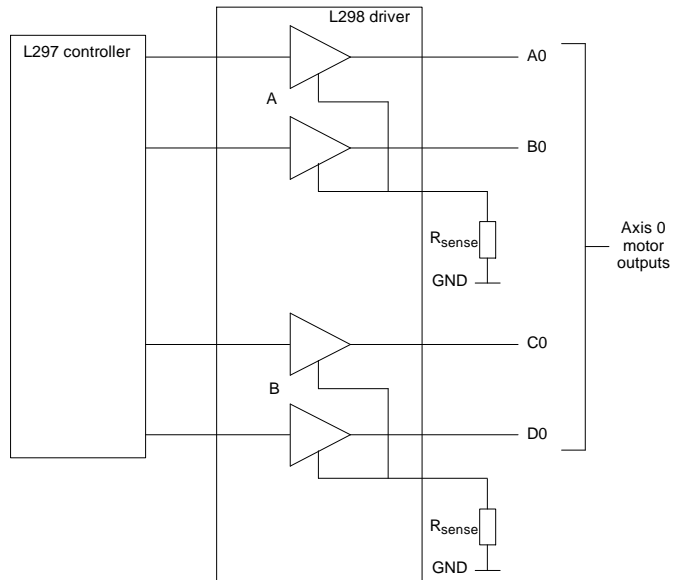 L298 driver
L297 controller
A0
A
B0
Rsense
GND
Axis 0
motor
outputs
C0
B
D0
Rsense
GND